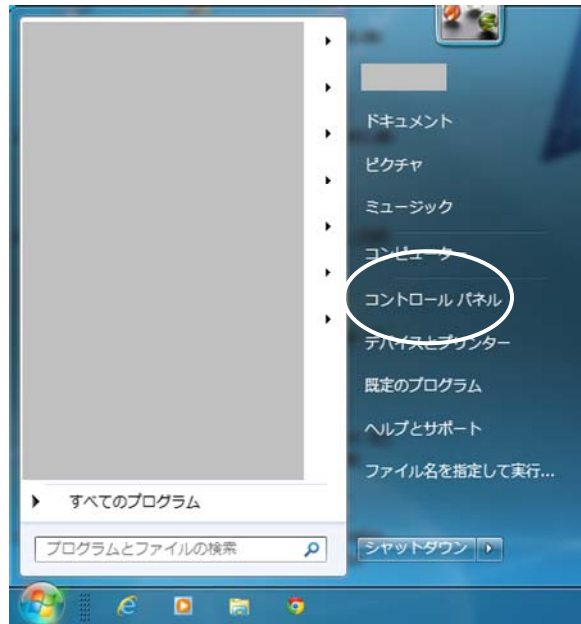 ドキュメント
ピクチャ
ミュージック
コンピューター
コントロール パネル
デバイスとプリンター
既定のプログラム
ヘルプとサポート
ファイル名を指定して実行...
すべてのプログラム
プログラムとファイルの検索
シャットダウン